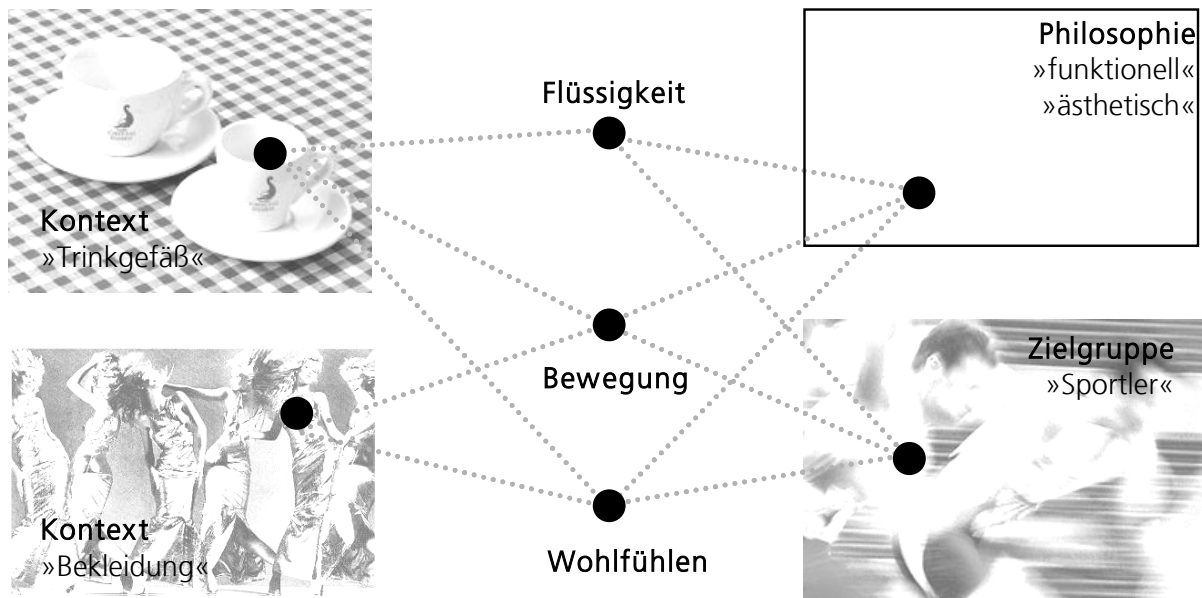 Kontext
»Trinkgefäß«
Kontext
»Bekleidung«
Flüssigkeit
Bewegung
Wohlfühlen
Philosophie
»funktionell«
»ästhetisch«
Zielgruppe
»Sportler«